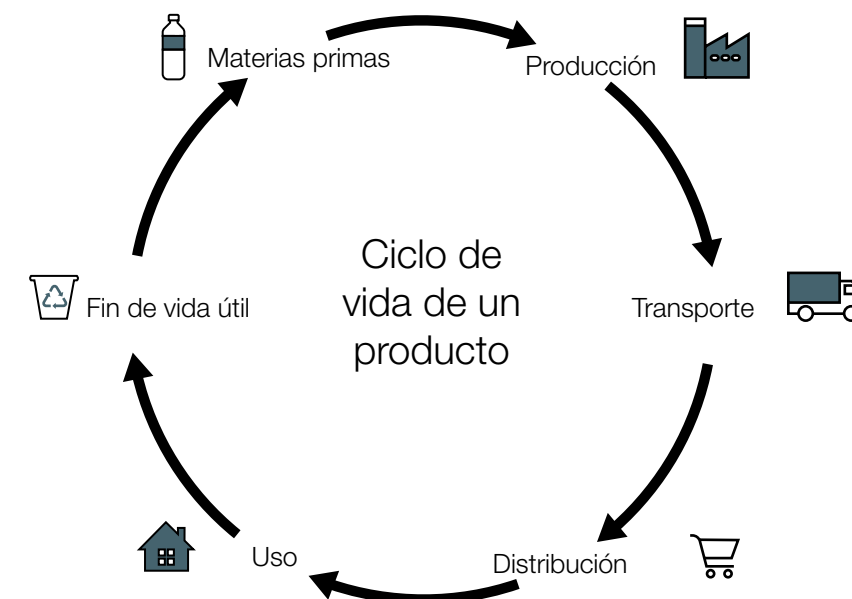 Materias primas
Producción
Ciclo de
vida de un
producto
Fin de vida útil
Transporte
Uso
Distribución